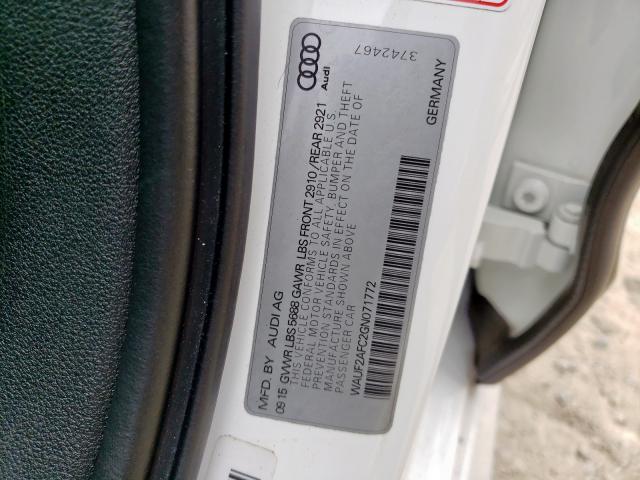 MFD. BY AUDI AG
09 15 GVWR LBS 5688 GAWR LBS FRONT 2910/REAR 2921
THIS VEHICLE CONFORMS TO ALL APPLICABLE U.S.
FEDERAL MOTOR VEHICLE SAFETY, BUMPER AND THEFT
PREVENTION STANDARDS IN EFFECT ON THE DATE OF
MANUFACTURE SHOWN ABOVE
PASSENGER CAR
WAUF2AFC2GN071772
Audi
3742467
GERMANY